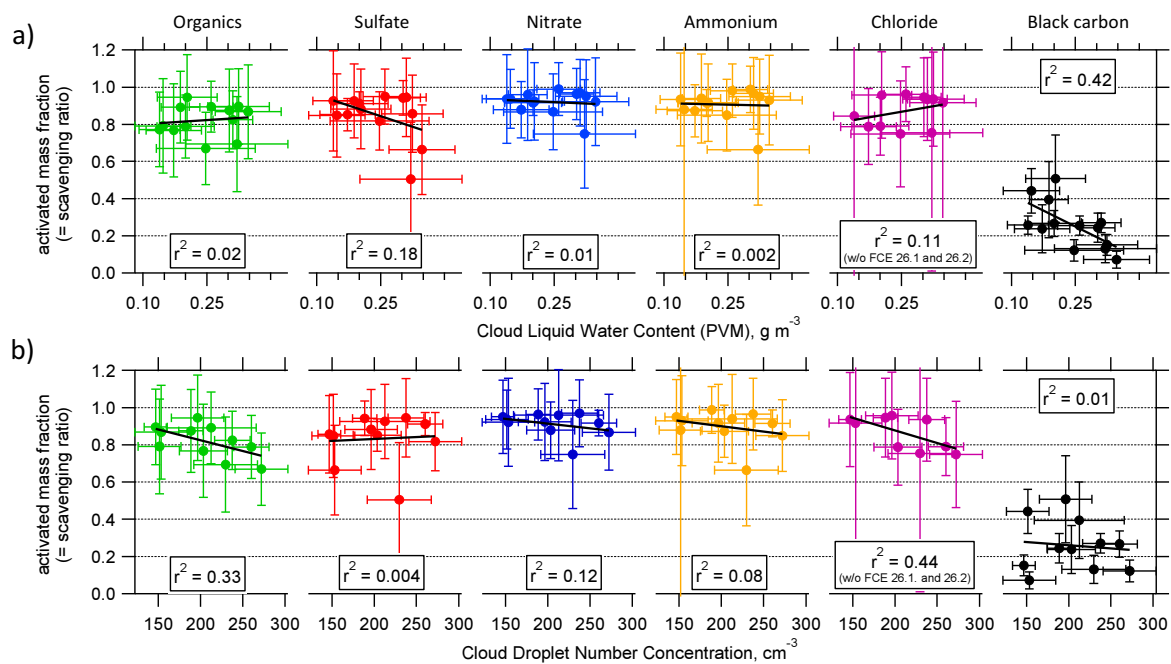 Organics Sulfate Nitrate Ammonium Chloride Black carbon
a)
activated mass fraction
(= scavenging ratio)
1.2
1.0
0.8
0.6
0.4
0.2
0.0
r² = 0.02
r² = 0.18
r² = 0.01
r² = 0.002
r² = 0.11
(w/o FCE 26.1 and 26.2)
r² = 0.42
0.10 0.25 0.10 0.25 0.10 0.25 0.10 0.25 0.10 0.25 0.10 0.25
Cloud Liquid Water Content (PVM), g m⁻³
b)
activated mass fraction
(= scavenging ratio)
1.2
1.0
0.8
0.6
0.4
0.2
0.0
r² = 0.33
r² = 0.004
r² = 0.12
r² = 0.08
r² = 0.44
(w/o FCE 26.1. and 26.2)
r² = 0.01
150 200 250 300 150 200 250 300 150 200 250 300 150 200 250 300 150 200 250 300 150 200 250 300
Cloud Droplet Number Concentration, cm⁻³